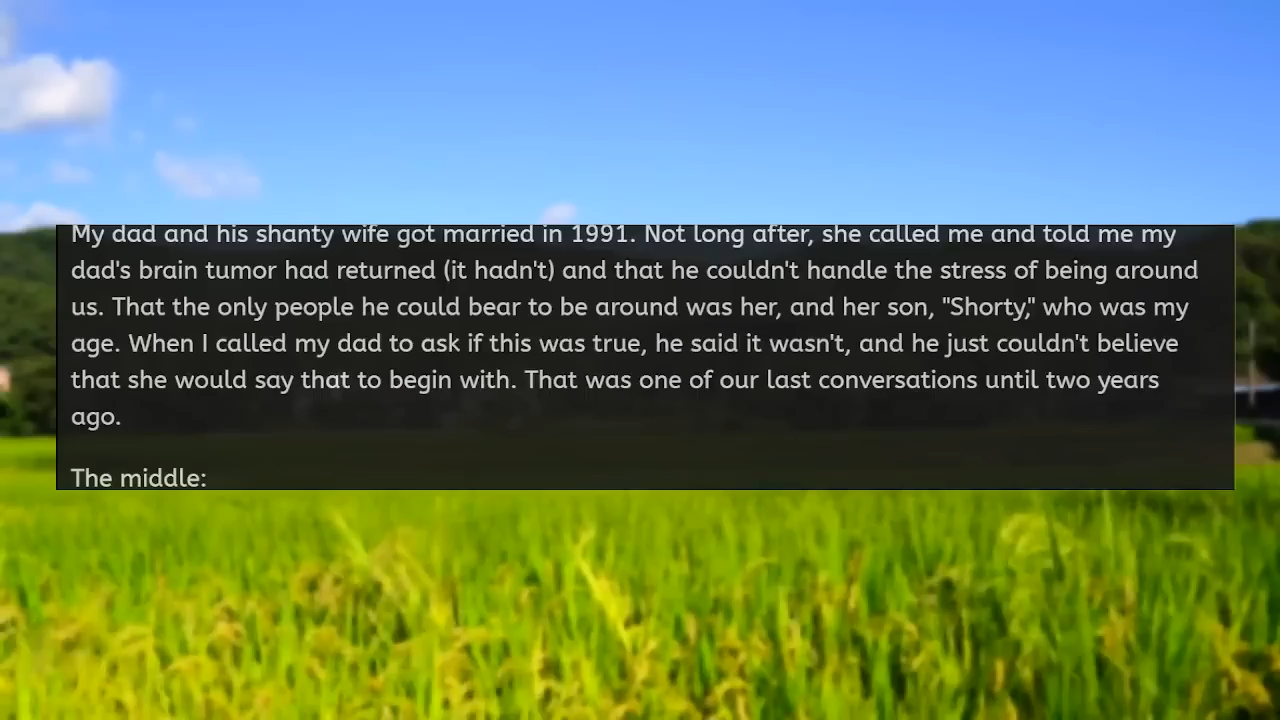 My dad and his shanty wife got married in 1991. Not long after, she called me and told me my
dad's brain tumor had returned (it hadn't) and that he couldn't handle the stress of being around
us. That the only people he could bear to be around was her, and her son, "Shorty," who was my
age. When I called my dad to ask if this was true, he said it wasn't, and he just couldn't believe
that she would say that to begin with. That was one of our last conversations until two years
ago.
The middle: